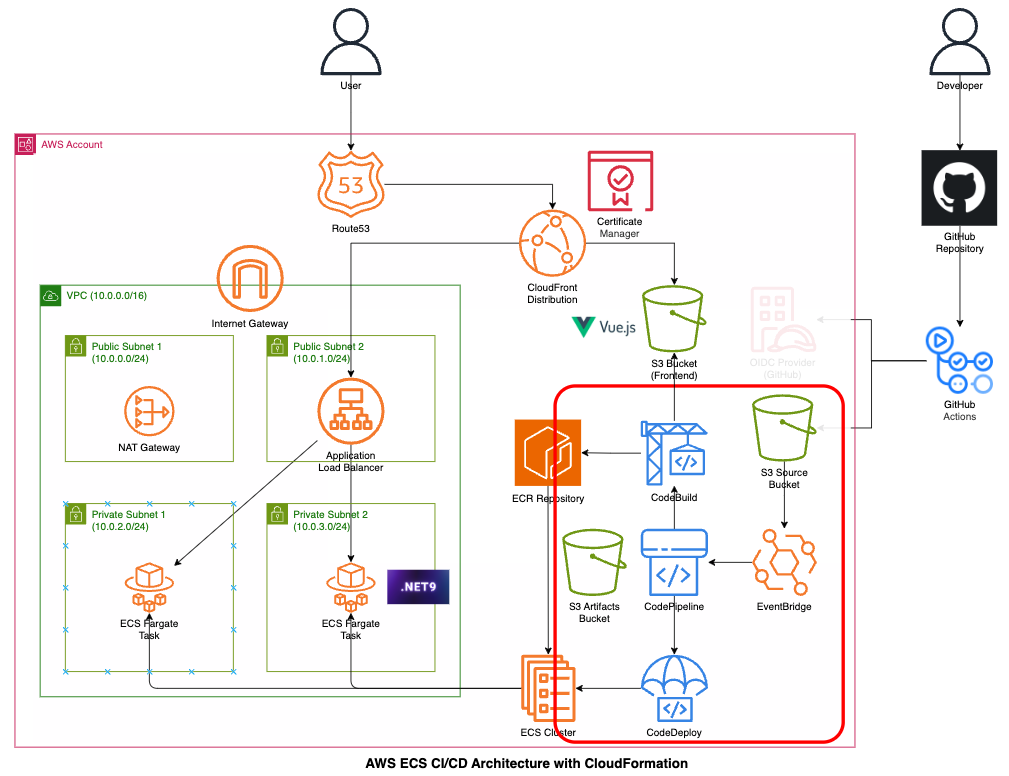 User
Developer
AWS Account
53
Route53
Certificate
Manager
GitHub
Repository
CloudFront
Distribution
VPC (10.0.0.0/16)
Internet Gateway
Vue.js
Public Subnet 1
(10.0.0.0/24)
Public Subnet 2
(10.0.1.0/24)
S3 Bucket
(Frontend)
OIDC Provider
(GitHub)
GitHub
Actions
NAT Gateway
Application
Load Balancer
ECR Repository
CodeBuild
S3 Source
Bucket
Private Subnet 1
(10.0.2.0/24)
Private Subnet 2
(10.0.3.0/24)
.NET9
ECS Fargate
Task
ECS Fargate
Task
S3 Artifacts
Bucket
CodePipeline
EventBridge
ECS Cluster
CodeDeploy
AWS ECS CI/CD Architecture with CloudFormation